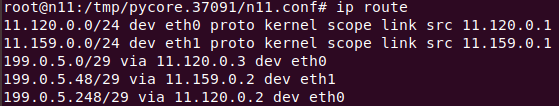 root@n11:/tmp/pycore.37091/n11.conf# ip route
11.120.0.0/24 dev eth0 proto kernel scope link src 11.120.0.1
11.159.0.0/24 dev eth1 proto kernel scope link src 11.159.0.1
199.0.5.0/29 via 11.120.0.3 dev eth0
199.0.5.48/29 via 11.159.0.2 dev eth1
199.0.5.248/29 via 11.120.0.2 dev eth0